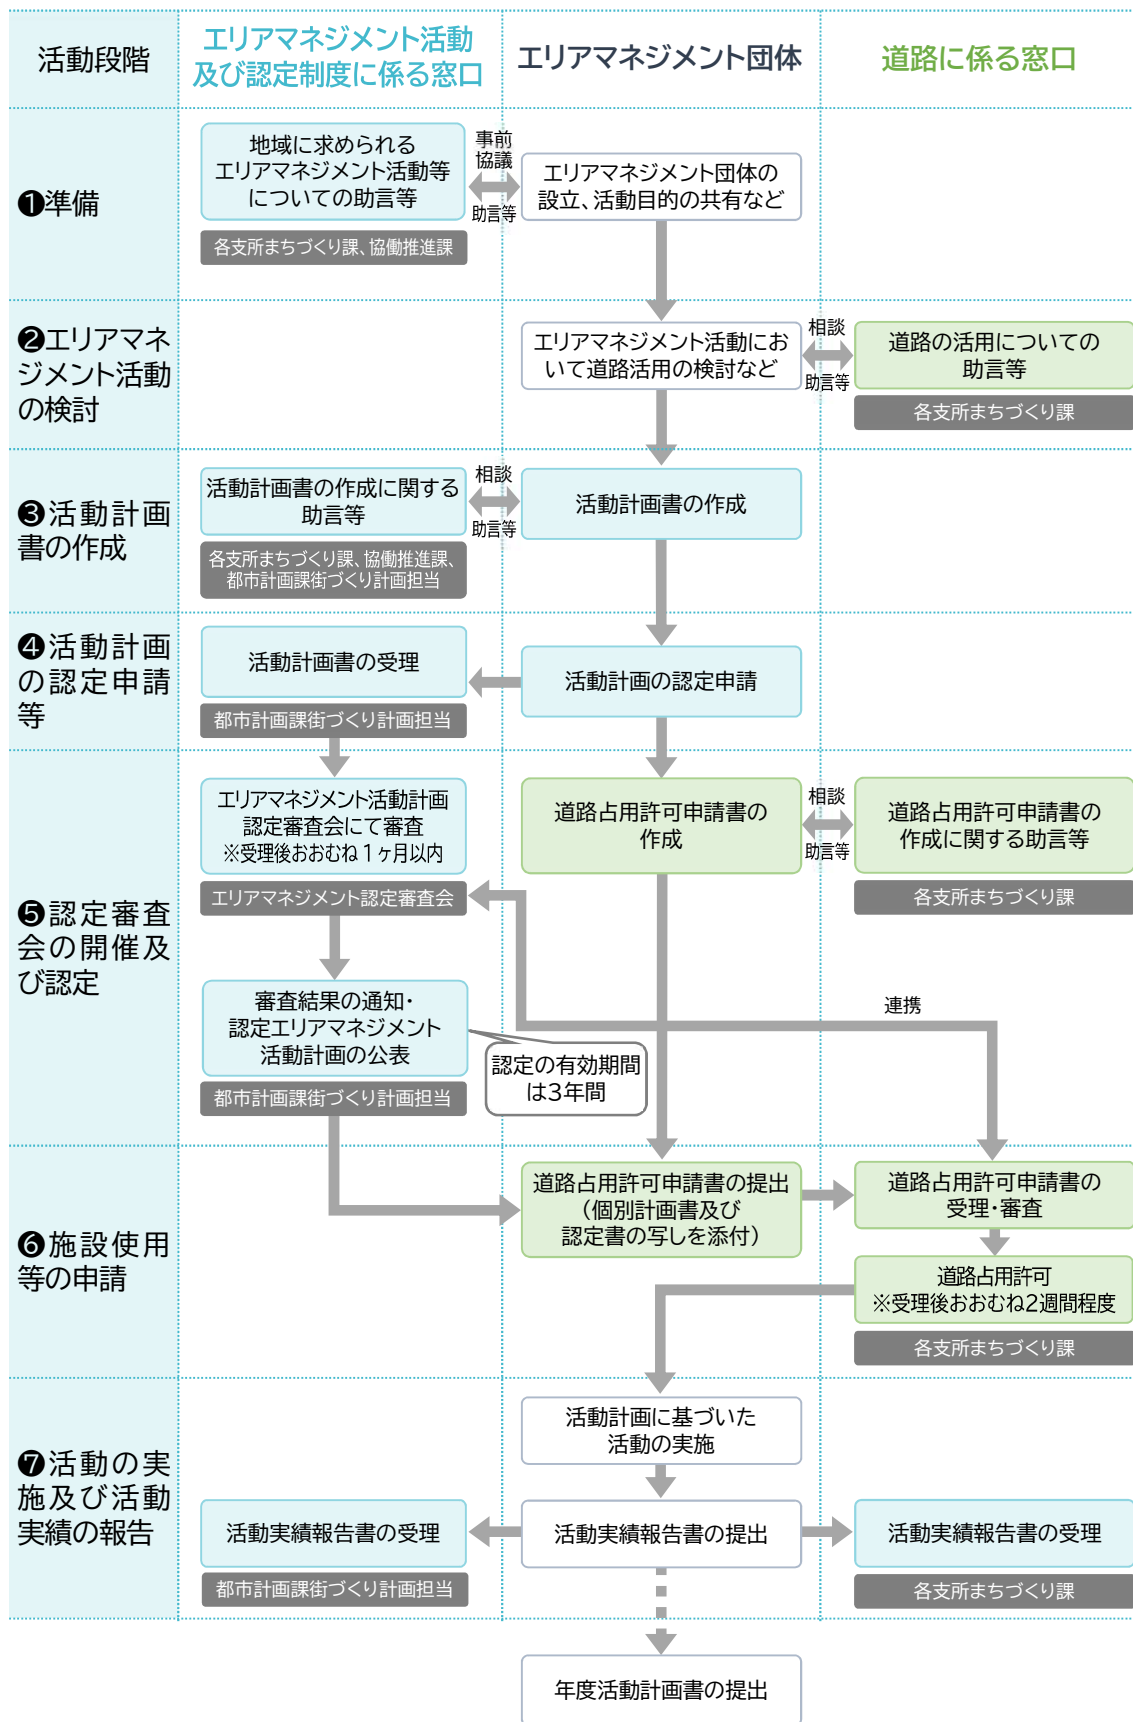 活動段階
エリアマネジメント活動
及び認定制度に係る窓口
エリアマネジメント団体
道路に係る窓口
❶準備
地域に求められる
エリアマネジメント活動等
についての助言等
各支所まちづくり課、協働推進課
事前
協議
助言等
エリアマネジメント団体の
設立、活動目的の共有など
❷エリアマネ
ジメント活動
の検討
エリアマネジメント活動にお
いて道路活用の検討など
相談
助言等
道路の活用についての
助言等
各支所まちづくり課
❸活動計画
書の作成
活動計画書の作成に関する
助言等
各支所まちづくり課、協働推進課、
都市計画課街づくり計画担当
相談
助言等
活動計画書の作成
❹活動計画
の認定申請
等
活動計画書の受理
都市計画課街づくり計画担当
活動計画の認定申請
❺認定審査
会の開催及
び認定
エリアマネジメント活動計画
認定審査会にて審査
※受理後おおむね1ヶ月以内
エリアマネジメント認定審査会
道路占用許可申請書の
作成
相談
助言等
道路占用許可申請書の
作成に関する助言等
各支所まちづくり課
審査結果の通知・
認定エリアマネジメント
活動計画の公表
都市計画課街づくり計画担当
認定の有効期間
は3年間
連携
❻施設使用
等の申請
道路占用許可申請書の提出
（個別計画書及び
認定書の写しを添付）
道路占用許可申請書の
受理・審査
道路占用許可
※受理後おおむね2週間程度
各支所まちづくり課
❼活動の実
施及び活動
実績の報告
活動計画に基づいた
活動の実施
活動実績報告書の受理
都市計画課街づくり計画担当
活動実績報告書の提出
活動実績報告書の受理
各支所まちづくり課
年度活動計画書の提出